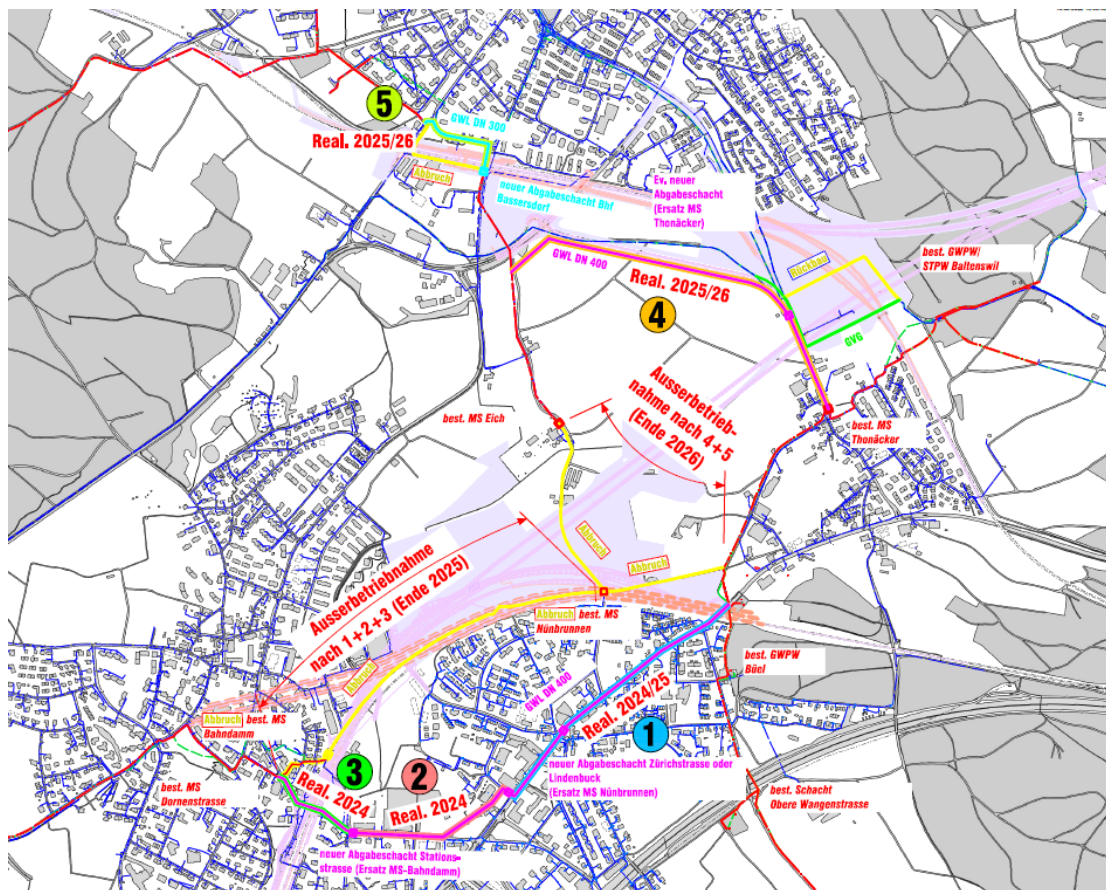 5
GWL DN 300
Real. 2025/26
Abbruch
neuer Abgabeschacht Bhf
Bassersdorf
Ev. neuer
Abgabeschacht
(Ersatz MS
Thonäcker)
GWL DN 400
Real. 2025/26
4
Rückbau
best. GWPW/
STPW Baltenswil
GVG
Ausserbetrieb-
nahme nach 4+5
(Ende 2026)
best. MS Eich
best. MS
Thonäcker
Ausserbetriebnahme
nach 1+2+3 (Ende 2025)
Abbruch
Abbruch
Abbruch best. MS
Nünbrunnen
Abbruch
best. GWPW
Büel
GWL DN 400
Real. 2024/25
1
Abbruch best. MS
Bahndamm
neuer Abgabeschacht Zürichstrasse oder
Lindenbuck
(Ersatz MS Nünbrunnen)
3
2
Real. 2024
Real. 2024
best. MS
Dornenstrasse
best. Schacht
Obere Wangenstrasse
neuer Abgabeschacht Stations-
strasse (Ersatz MS-Bahndamm)